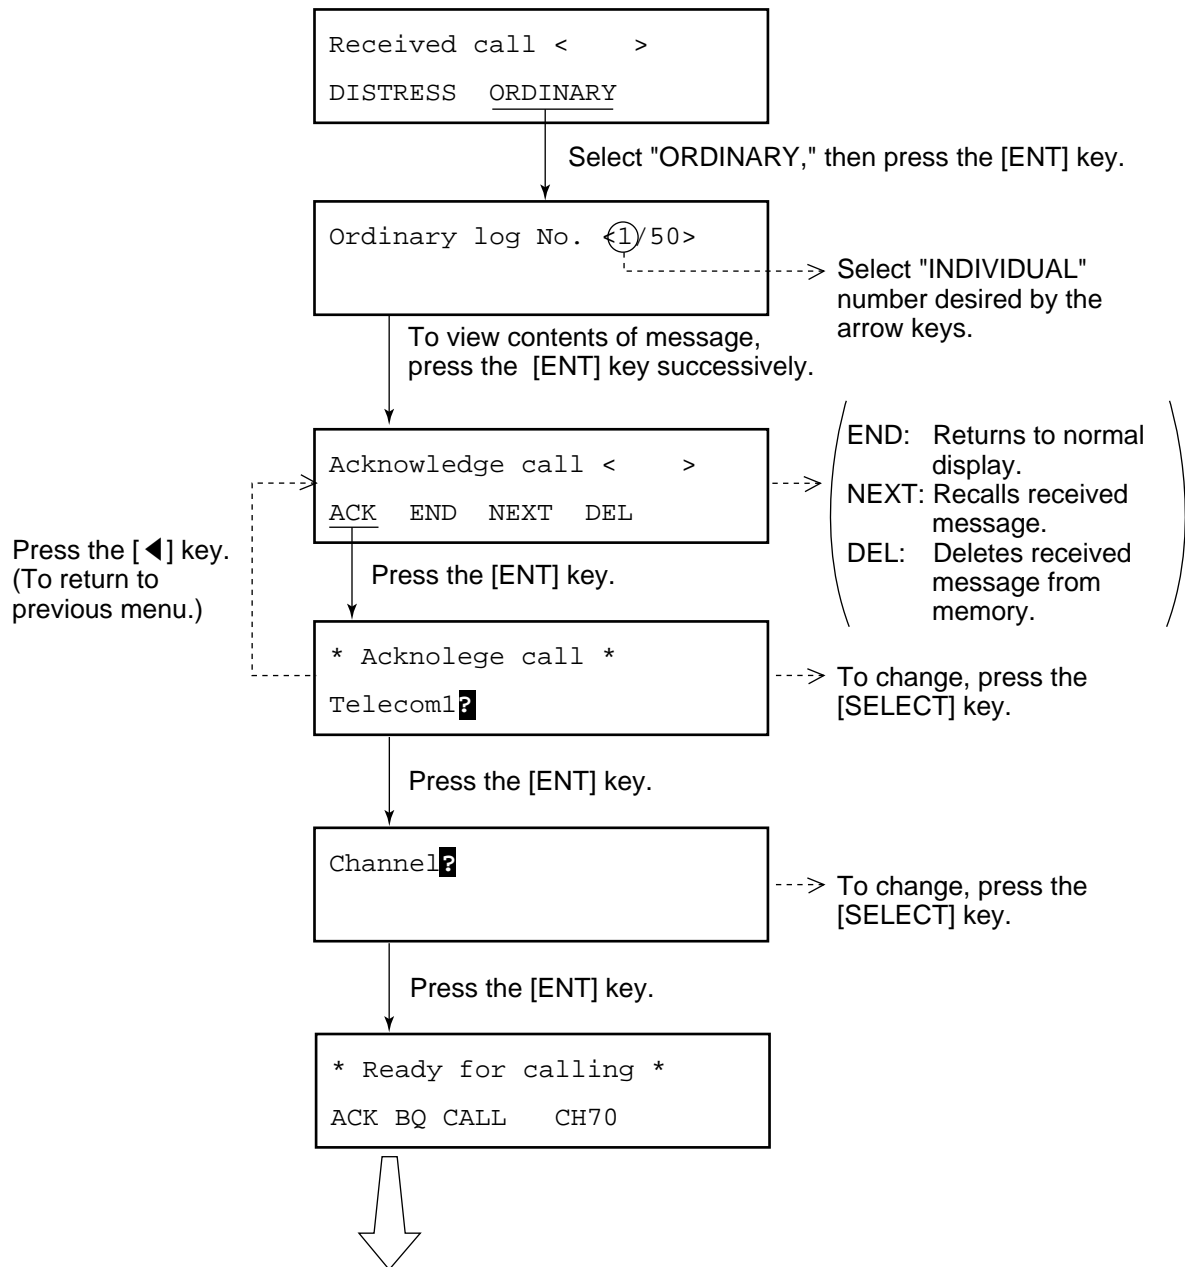 Received call <    >
DISTRESS  ORDINARY
Select "ORDINARY," then press the [ENT] key.
Ordinary log No. <1/50>
Select "INDIVIDUAL"
number desired by the
arrow keys.
To view contents of message,
press the  [ENT] key successively.
Acknowledge call <    >
ACK  END  NEXT  DEL
END: Returns to normal
display.
NEXT: Recalls received
message.
DEL: Deletes received
message from
memory.
Press the [◀] key.
(To return to
previous menu.)
Press the [ENT] key.
* Acknolege call *
Telecom1?
To change, press the
[SELECT] key.
Press the [ENT] key.
Channel?
To change, press the
[SELECT] key.
Press the [ENT] key.
* Ready for calling *
ACK BQ CALL   CH70